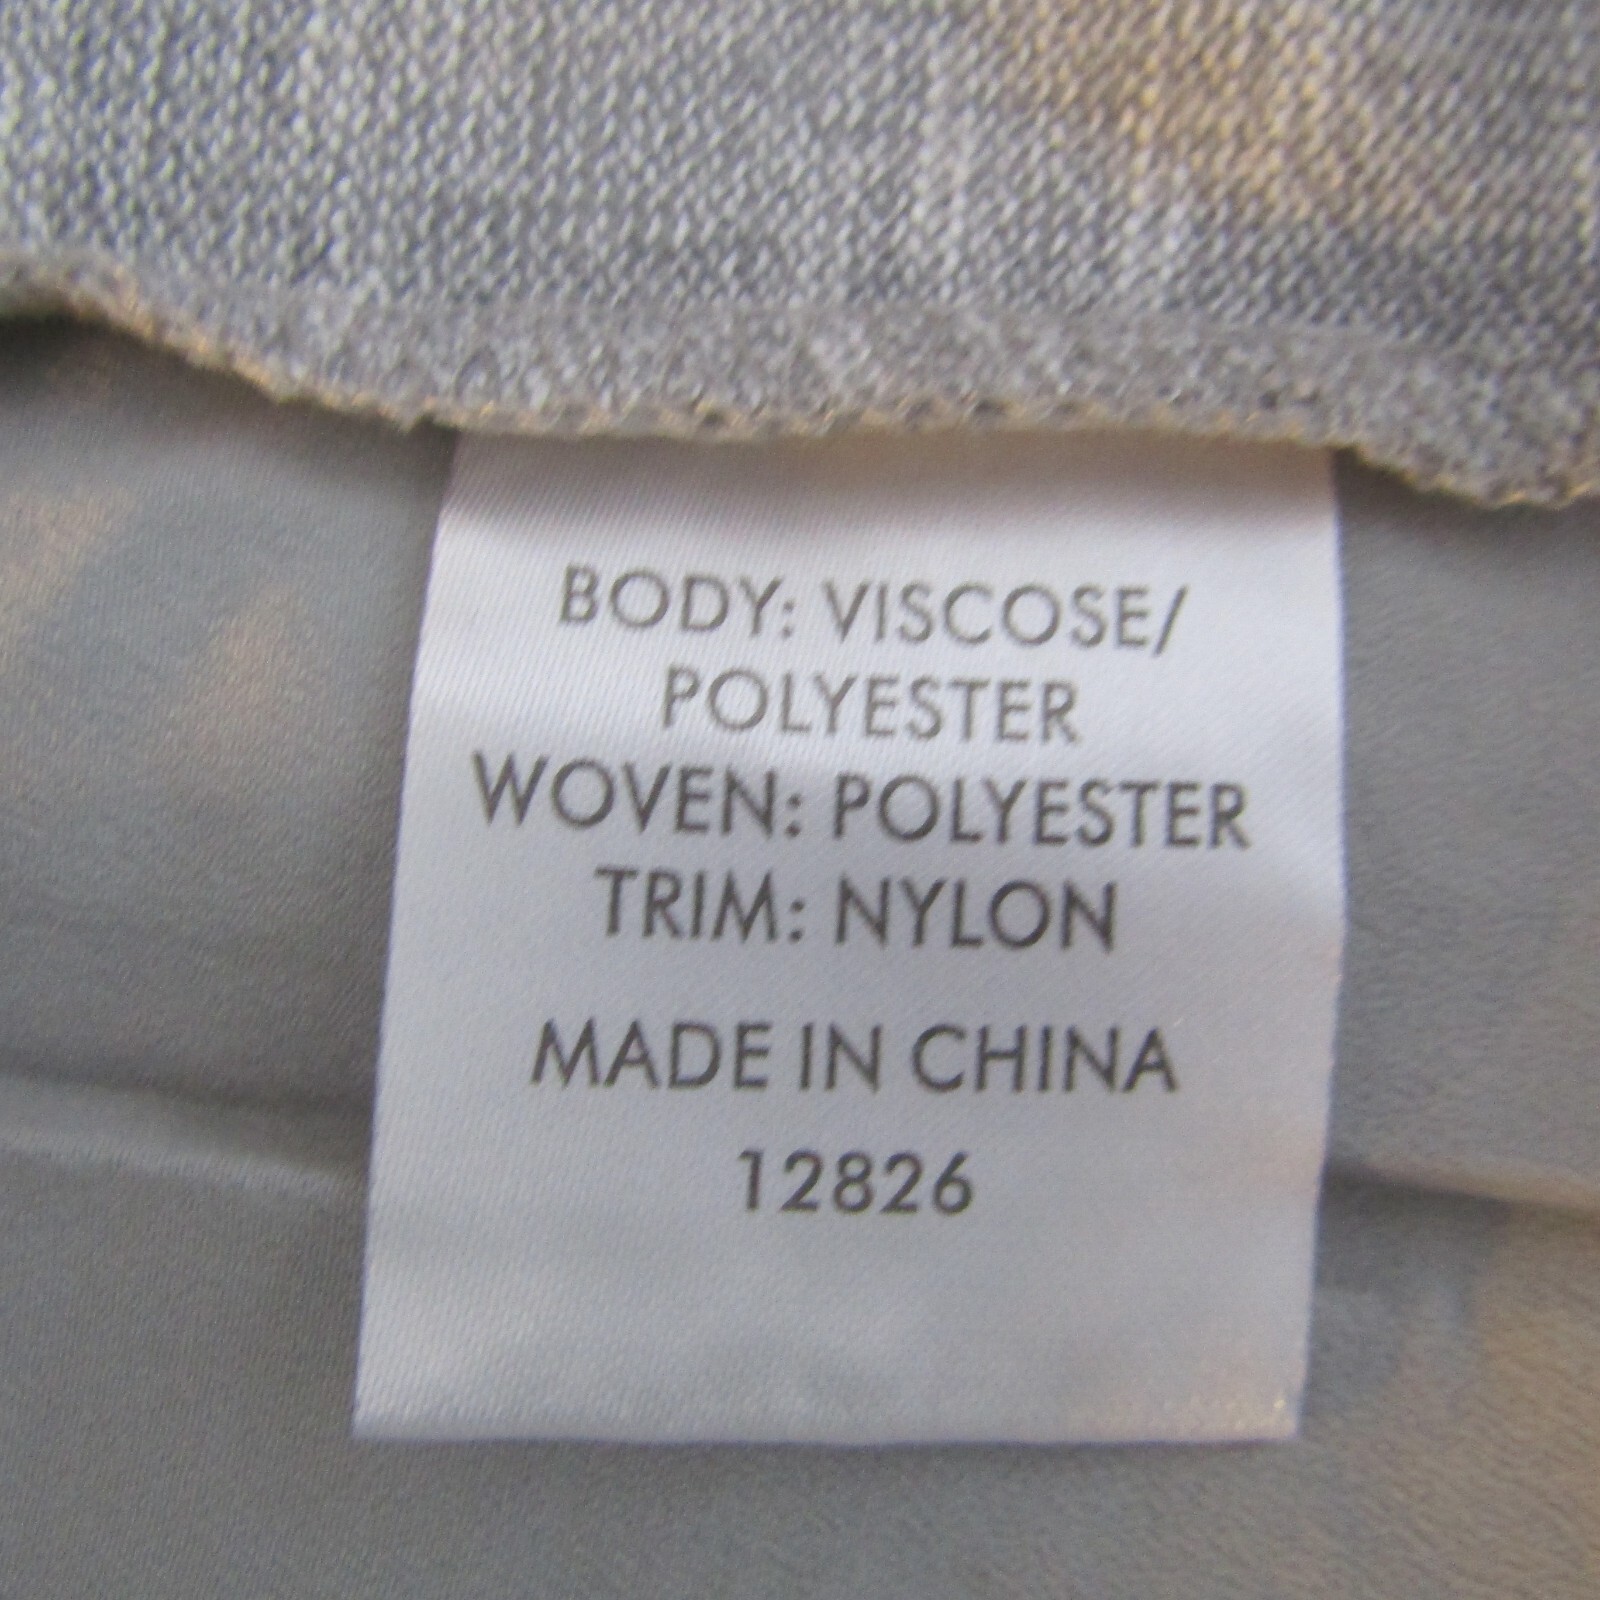 BODY: VISCOSE/
POLYESTER
WOVEN: POLYESTER
TRIM: NYLON
MADE IN CHINA
12826